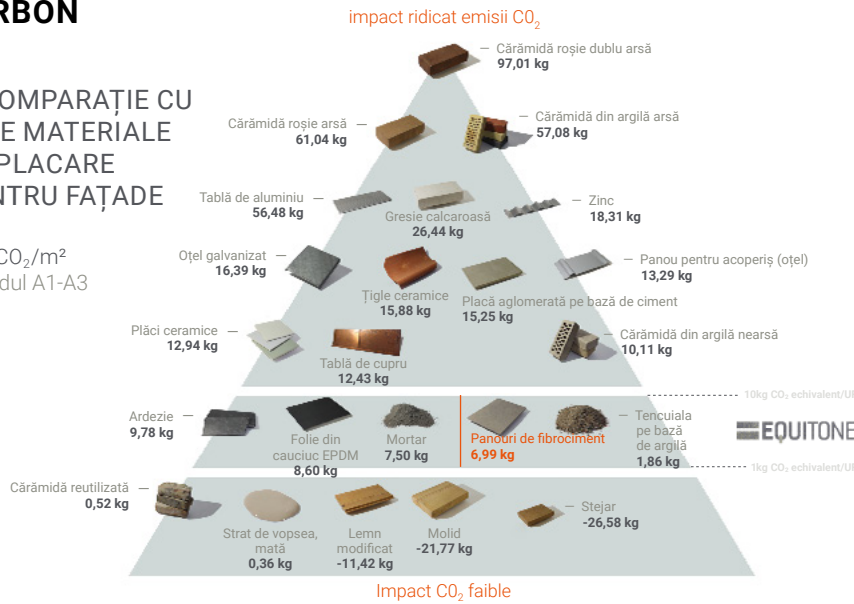 RBON
impact ridicat emisii C0₂
Cărămidă roșie dublu arsă
97,01 kg
OMPARAȚIE CU
E MATERIALE
PLACARE
NTRU FAȚADE
CO₂/m²
dul A1-A3
Cărămidă roșie arsă
61,04 kg
Cărămidă din argilă arsă
57,08 kg
Tablă de aluminiu
56,48 kg
Gresie calcaroasă
26,44 kg
Zinc
18,31 kg
Oțel galvanizat
16,39 kg
Țigle ceramice
15,88 kg
Placă aglomerată pe bază de ciment
15,25 kg
Panou pentru acoperiș (oțel)
13,29 kg
Plăci ceramice
12,94 kg
Tablă de cupru
12,43 kg
Cărămidă din argilă nearsă
10,11 kg
10kg CO₂ echivalent/U
Ardezie
9,78 kg
Folie din
cauciuc EPDM
8,60 kg
Mortar
7,50 kg
Panouri de fibrociment
6,99 kg
Tencuiala
pe bază
de argilă
1,86 kg
EQUITONE
1kg CO₂ echivalent/U
Cărămidă reutilizată
0,52 kg
Strat de vopsea,
mată
0,36 kg
Lemn
modificat
-11,42 kg
Molid
-21,77 kg
Stejar
-26,58 kg
Impact C0₂ faible